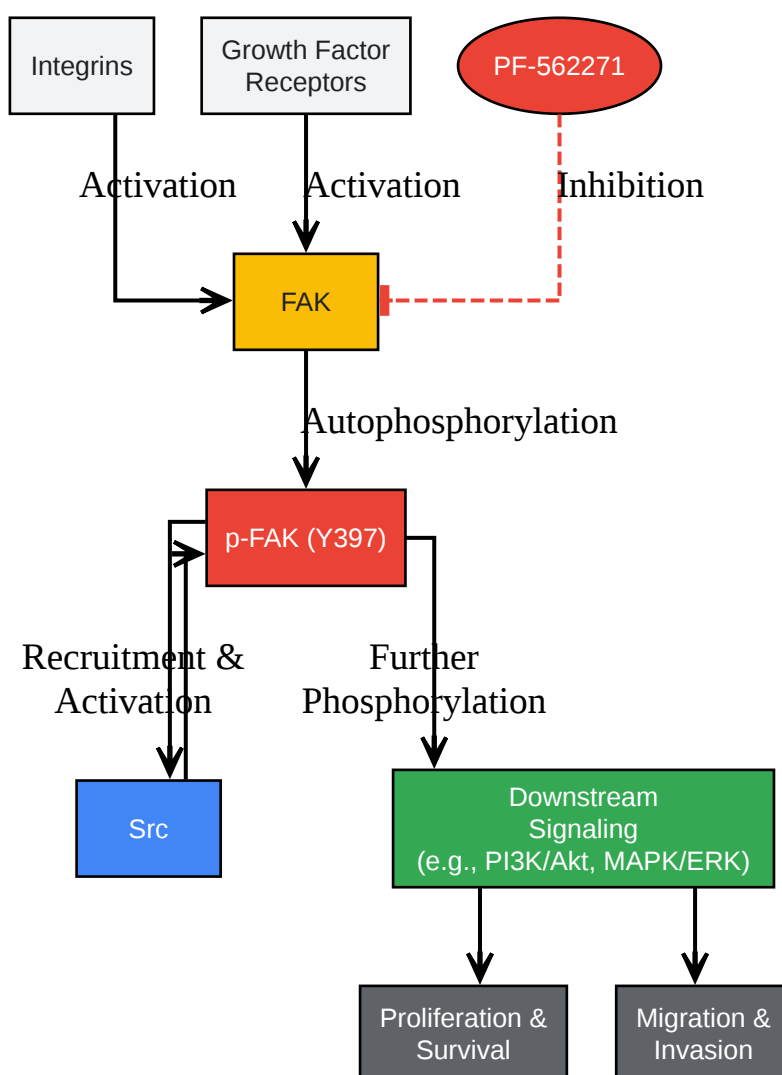 Integrins
Growth Factor
Receptors
PF-562271
Activation
Activation
Inhibition
FAK
Autophosphorylation
p-FAK (Y397)
Recruitment &
Activation
Further
Phosphorylation
Src
Downstream
Signaling
(e.g., PI3K/Akt, MAPK/ERK)
Proliferation &
Survival
Migration &
Invasion